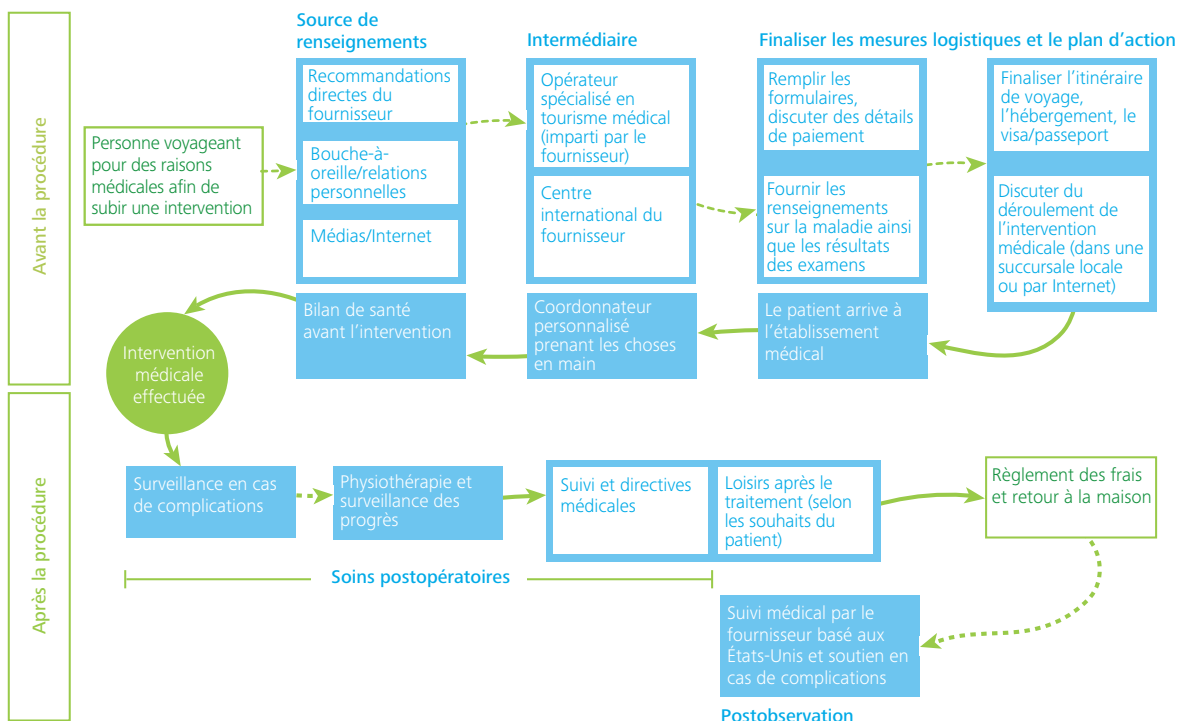 Avant la procédure
Personne voyageant
pour des raisons
médicales afin de
subir une intervention
Source de
renseignements
Recommandations
directes du
fournisseur
Bouche-à-
oreille/relations
personnelles
Médias/Internet
Intermédiaire
Opérateur
spécialisé en
tourisme médical
(imparti par le
fournisseur)
Centre
international du
fournisseur
Finaliser les mesures logistiques et le plan d’action
Remplir les
formulaires,
discuter des détails
de paiement
Fournir les
renseignements
sur la maladie ainsi
que les résultats
des examens
Finaliser l’itinéraire
de voyage,
l’hébergement, le
visa/passeport
Discuter du
déroulement de
l’intervention
médicale (dans une
succursale locale
ou par Internet)
Le patient arrive à
l’établissement
médical
Coordonnateur
personnalisé
prenant les choses
en main
Bilan de santé
avant l’intervention
Intervention
médicale
effectuée
Après la procédure
Surveillance en cas
de complications
Physiothérapie et
surveillance des
progrès
Suivi et directives
médicales
Loisirs après le
traitement (selon
les souhaits du
patient)
Règlement des frais
et retour à la maison
Soins postopératoires
Suivi médical par le
fournisseur basé aux
États-Unis et soutien en
cas de complications
Postobservation